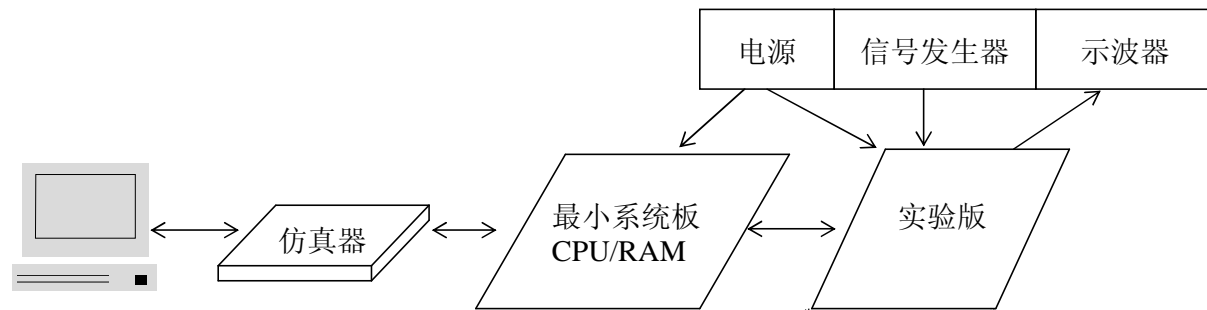 电源
信号发生器
示波器
仿真器
最小系统板
CPU/RAM
实验版